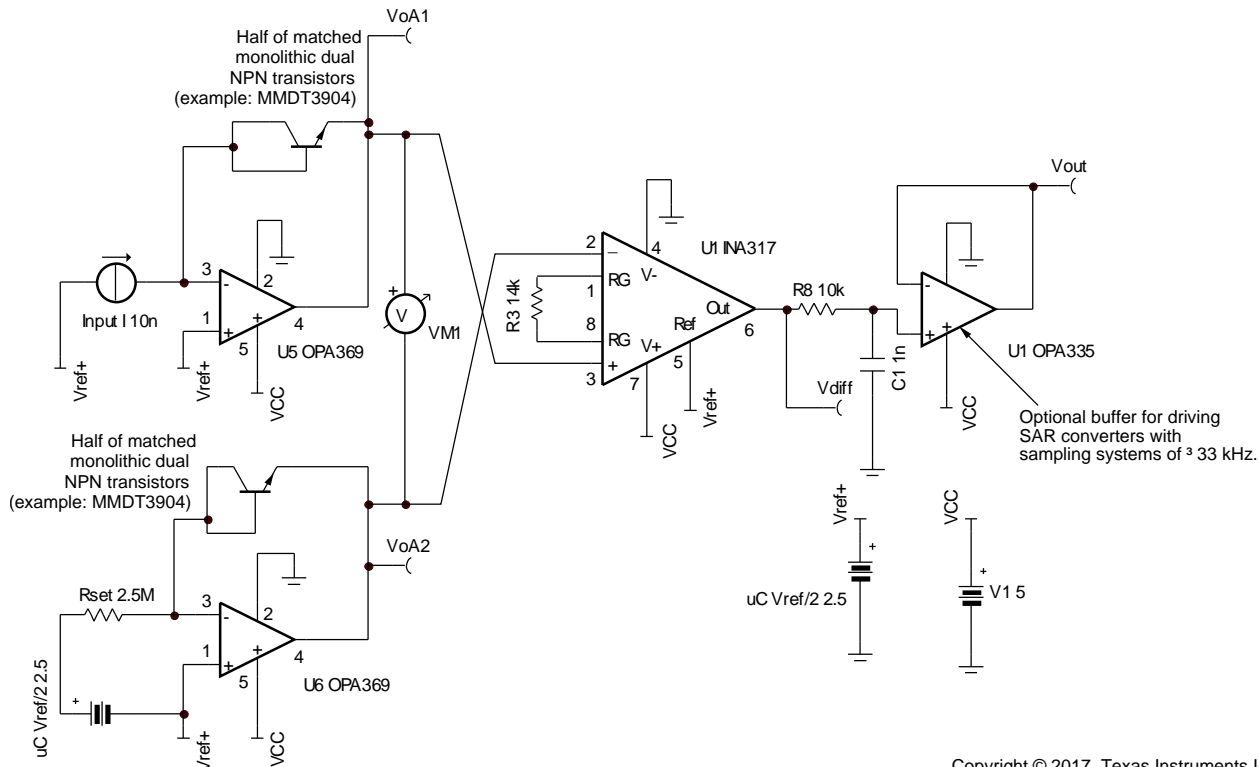 VoA1
Half of matched
monolithic dual
NPN transistors
(example: MMDT3904)
Input I 10n
Vref+
3
1
2
4
5
-
+
+
U5 OPA369
Vref+
VCC
+
V
VM1
Half of matched
monolithic dual
NPN transistors
(example: MMDT3904)
VoA2
Rset 2.5M
uC Vref/2 2.5
+
3
1
2
4
5
-
+
+
U6 OPA369
Vref+
VCC
2
1
8
3
_
+
RG
RG
R3 14k
4
V-
U1 INA317
Out
6
Ref
5
V+
7
VCC
Vref+
R8 10k
Vdiff
C1 1n
Vout
-
+
+
U1 OPA335
VCC
Optional buffer for driving
SAR converters with
sampling systems of ³ 33 kHz.
Vref+
+
uC Vref/2 2.5
VCC
+
V1 5